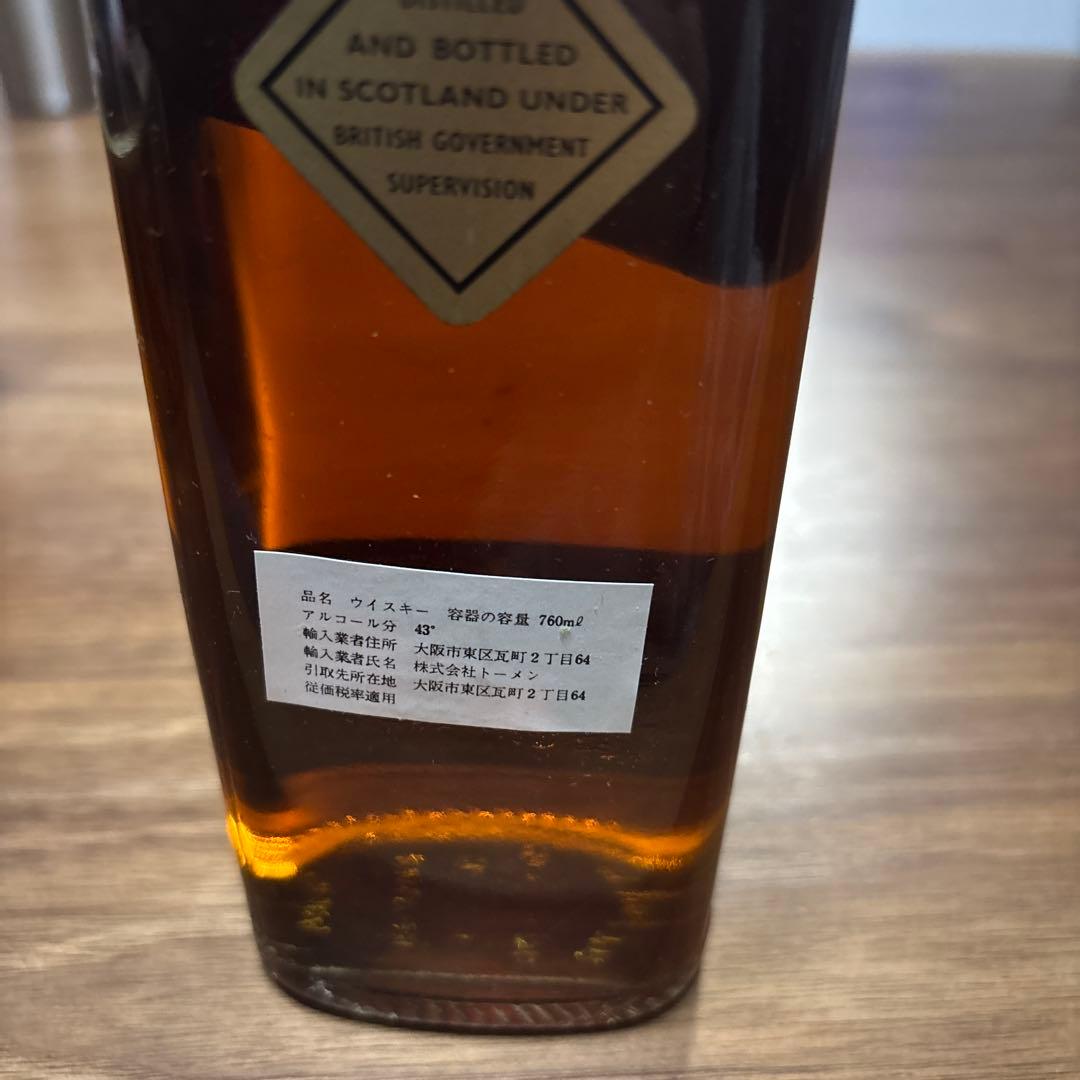 DISTILLED
AND BOTTLED
IN SCOTLAND UNDER
BRITISH GOVERNMENT
SUPERVISION
品名 ウイスキー 容器の容量 760mℓ
アルコール分 43°
輸入業者住所 大阪市東区瓦町2丁目64
輸入業者氏名 株式会社トーメン
引取先所在地 大阪市東区瓦町2丁目64
従価税率適用